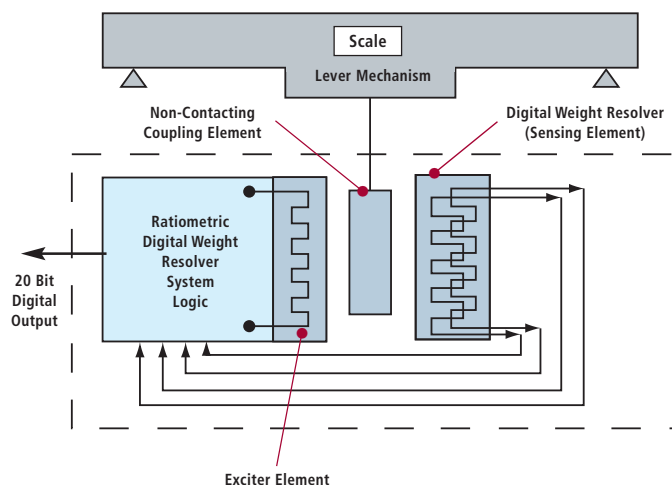 Scale
Lever Mechanism
Non-Contacting
Coupling Element
Digital Weight Resolver
(Sensing Element)
Ratiometric
Digital Weight
Resolver
System
Logic
20 Bit
Digital
Output
Exciter Element